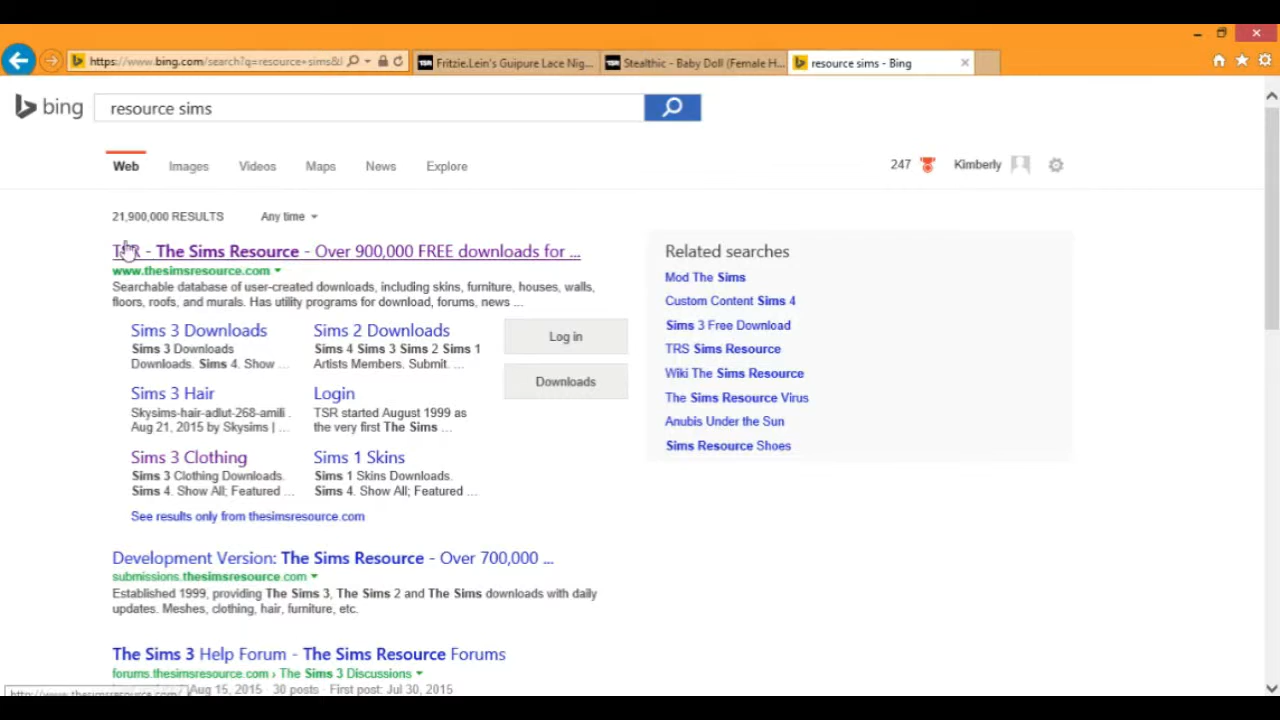 https://www.bing.com/search?q=resource+sims&l
Fritzie.Lein's Guipure Lace Nig...
Stealthic - Baby Doll (Female H...
resource sims - Bing
bing
resource sims
Web
Images
Videos
Maps
News
Explore
247
Kimberly
21,900,000 RESULTS
Any time
TSR - The Sims Resource - Over 900,000 FREE downloads for ...
www.thesimsresource.com
Searchable database of user-created downloads, including skins, furniture, houses, walls,
floors, roofs, and murals. Has utility programs for download, forums, news ...
Sims 3 Downloads
Sims 3 Downloads
Downloads. Sims 4. Show ...
Sims 2 Downloads
Sims 4 Sims 3 Sims 2 Sims 1
Artists Members. Submit. ...
Log in
Downloads
Sims 3 Hair
Skysims-hair-adlut-268-amili .
Aug 21, 2015 by Skysims | ...
Login
TSR started August 1999 as
the very first The Sims ...
Sims 3 Clothing
Sims 3 Clothing Downloads.
Sims 4. Show All; Featured ...
Sims 1 Skins
Sims 1 Skins Downloads.
Sims 4. Show All; Featured ...
See results only from thesimsresource.com
Development Version: The Sims Resource - Over 700,000 ...
submissions.thesimsresource.com
Established 1999, providing The Sims 3, The Sims 2 and The Sims downloads with daily
updates. Meshes, clothing, hair, furniture, etc.
The Sims 3 Help Forum - The Sims Resource Forums
forums.thesimsresource.com › The Sims 3 Discussions
Aug 15, 2015 · 30 posts · First post: Jul 30, 2015
http://www.thesimsresource.com/
Related searches
Mod The Sims
Custom Content Sims 4
Sims 3 Free Download
TRS Sims Resource
Wiki The Sims Resource
The Sims Resource Virus
Anubis Under the Sun
Sims Resource Shoes